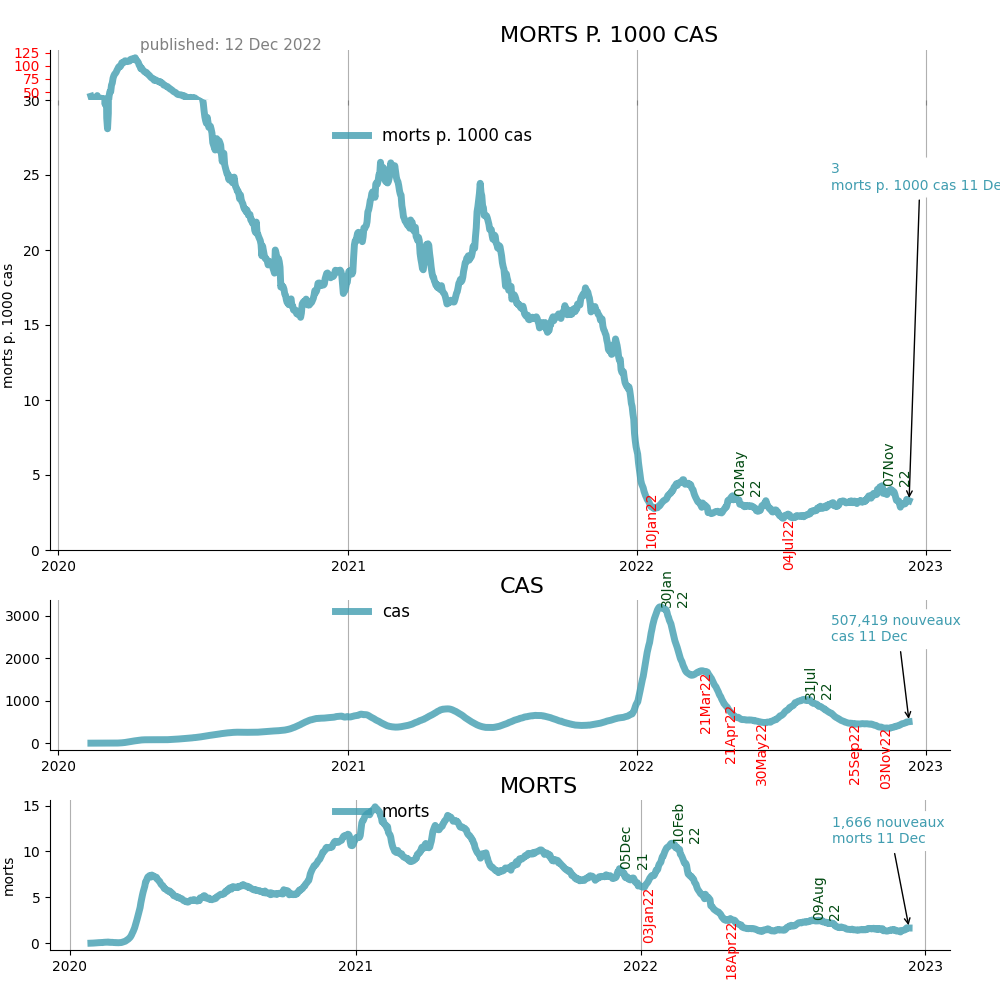 MORTS P. 1000 CAS
published: 12 Dec 2022
125
100
75
50
30
25
20
15
10
5
0
morts p. 1000 cas
morts p. 1000 cas
3
morts p. 1000 cas 11 De
10Jan22
02May
22
04Jul22
07Nov
22
2020
2021
2022
2023
CAS
3000
2000
1000
0
cas
30Jan
22
21Mar22
21Apr22
30May22
31Jul
22
25Sep22
03Nov22
507,419 nouveaux
cas 11 Dec
2020
2021
2022
2023
MORTS
15
10
5
0
morts
morts
05Dec
21
03Jan22
10Feb
22
18Apr22
09Aug
22
1,666 nouveaux
morts 11 Dec
2020
2021
2022
2023